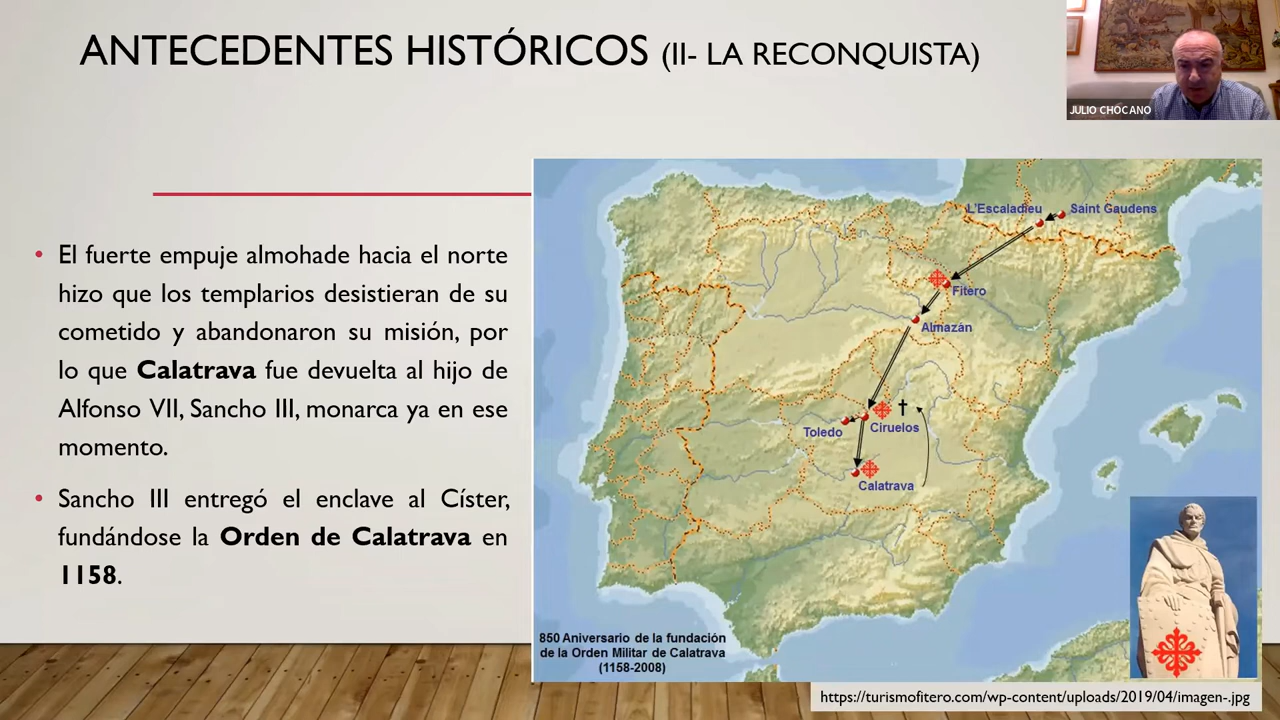 ANTECEDENTES HISTÓRICOS (II- LA RECONQUISTA)
JULIO CHOCANO
• El fuerte empuje almohade hacia el norte
hizo que los templarios desistieran de su
cometido y abandonaron su misión, por
lo que Calatrava fue devuelta al hijo de
Alfonso VII, Sancho III, monarca ya en ese
momento.
• Sancho III entregó el enclave al Císter,
fundándose la Orden de Calatrava en
1158.
L'Escaladieu
Saint Gaudens
Fitero
Almazán
Toledo
Ciruelos
Calatrava
850 Aniversario de la fundación
de la Orden Militar de Calatrava
(1158-2008)
https://turismofitero.com/wp-content/uploads/2019/04/imagen-.jpg